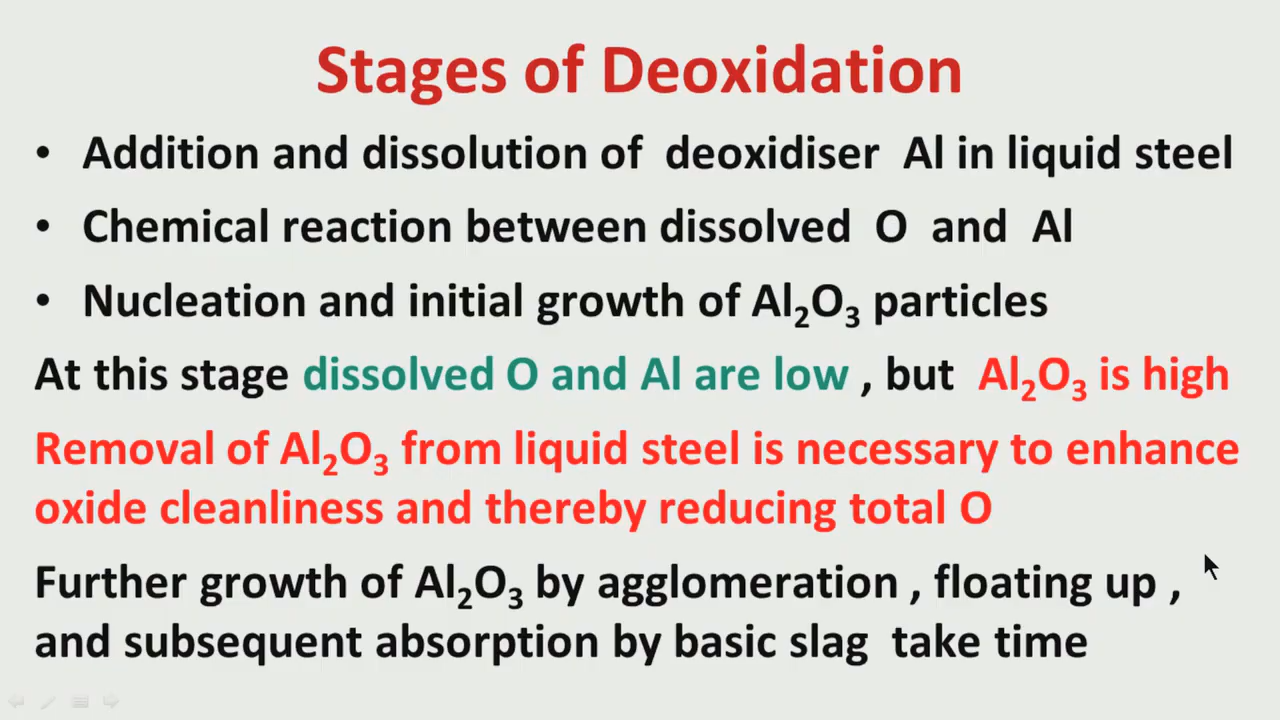 Stages of Deoxidation
• Addition and dissolution of deoxidiser Al in liquid steel
• Chemical reaction between dissolved O and Al
• Nucleation and initial growth of Al₂O₃ particles
At this stage dissolved O and Al are low , but Al₂O₃ is high
Removal of Al₂O₃ from liquid steel is necessary to enhance
oxide cleanliness and thereby reducing total O
Further growth of Al₂O₃ by agglomeration , floating up ,
and subsequent absorption by basic slag take time